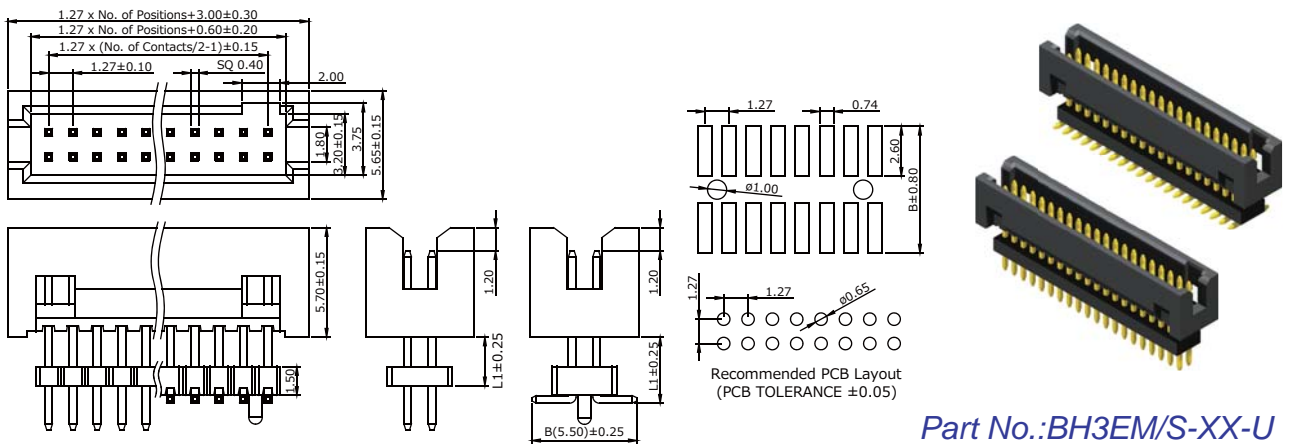 1.27 x No. of Positions+3.00±0.30
1.27 x No. of Positions+0.60±0.20
1.27 x (No. of Contacts/2-1)±0.15
1.27±0.10
SQ 0.40
2.00
1.80
3.20±0.15
3.75
5.65±0.15
5.70±0.15
1.50
1.20
L1±0.25
1.20
L1±0.25
B(5.50)±0.25
1.27
0.74
2.60
B±0.80
ø1.00
1.27
1.27
ø0.65
Recommended PCB Layout
(PCB TOLERANCE ±0.05)
Part No.:BH3EM/S-XX-U